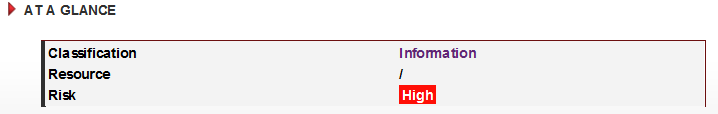 AT A GLANCE
Classification Information
Resource /
Risk High